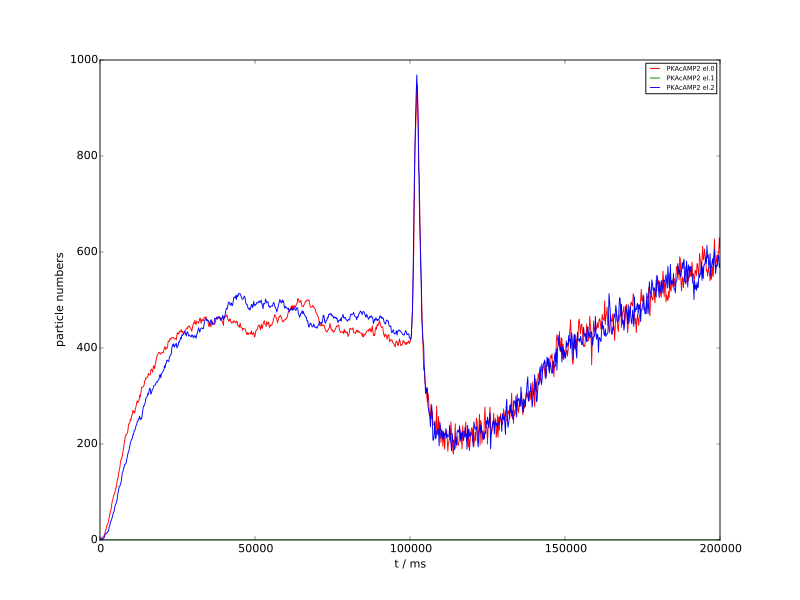 1000
800
600
400
200
0
particle numbers
PKAcAMP2 el.0
PKAcAMP2 el.1
PKAcAMP2 el.2
0 50000 100000 150000 200000
t / ms